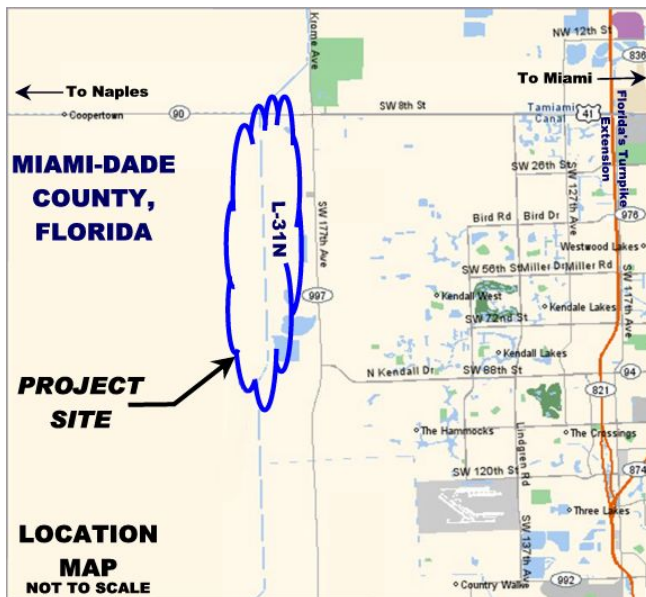 NW 12th St
Krome Ave
836
To Naples
To Miami
Coopertown
90
SW 8th St
Tamiami
Canal
41
Florida's Turnpike
Extension
MIAMI-DADE
COUNTY,
FLORIDA
SW 26th St
SW 127th Ave
L-31N
SW 177th Ave
Bird Rd
Bird Dr
976
Westwood Lakes
SW 56th St
Miller Dr
Miller Rd
SW 117th Ave
997
Kendall West
Kendale Lakes
SW 72nd St
Kendall Lakes
N Kendall Dr
SW 88th St
94
PROJECT
SITE
821
The Hammocks
Lindgren Rd
The Crossings
SW 120th St
874
Three Lakes
SW 137th Ave
LOCATION
MAP
NOT TO SCALE
Country Walk
992